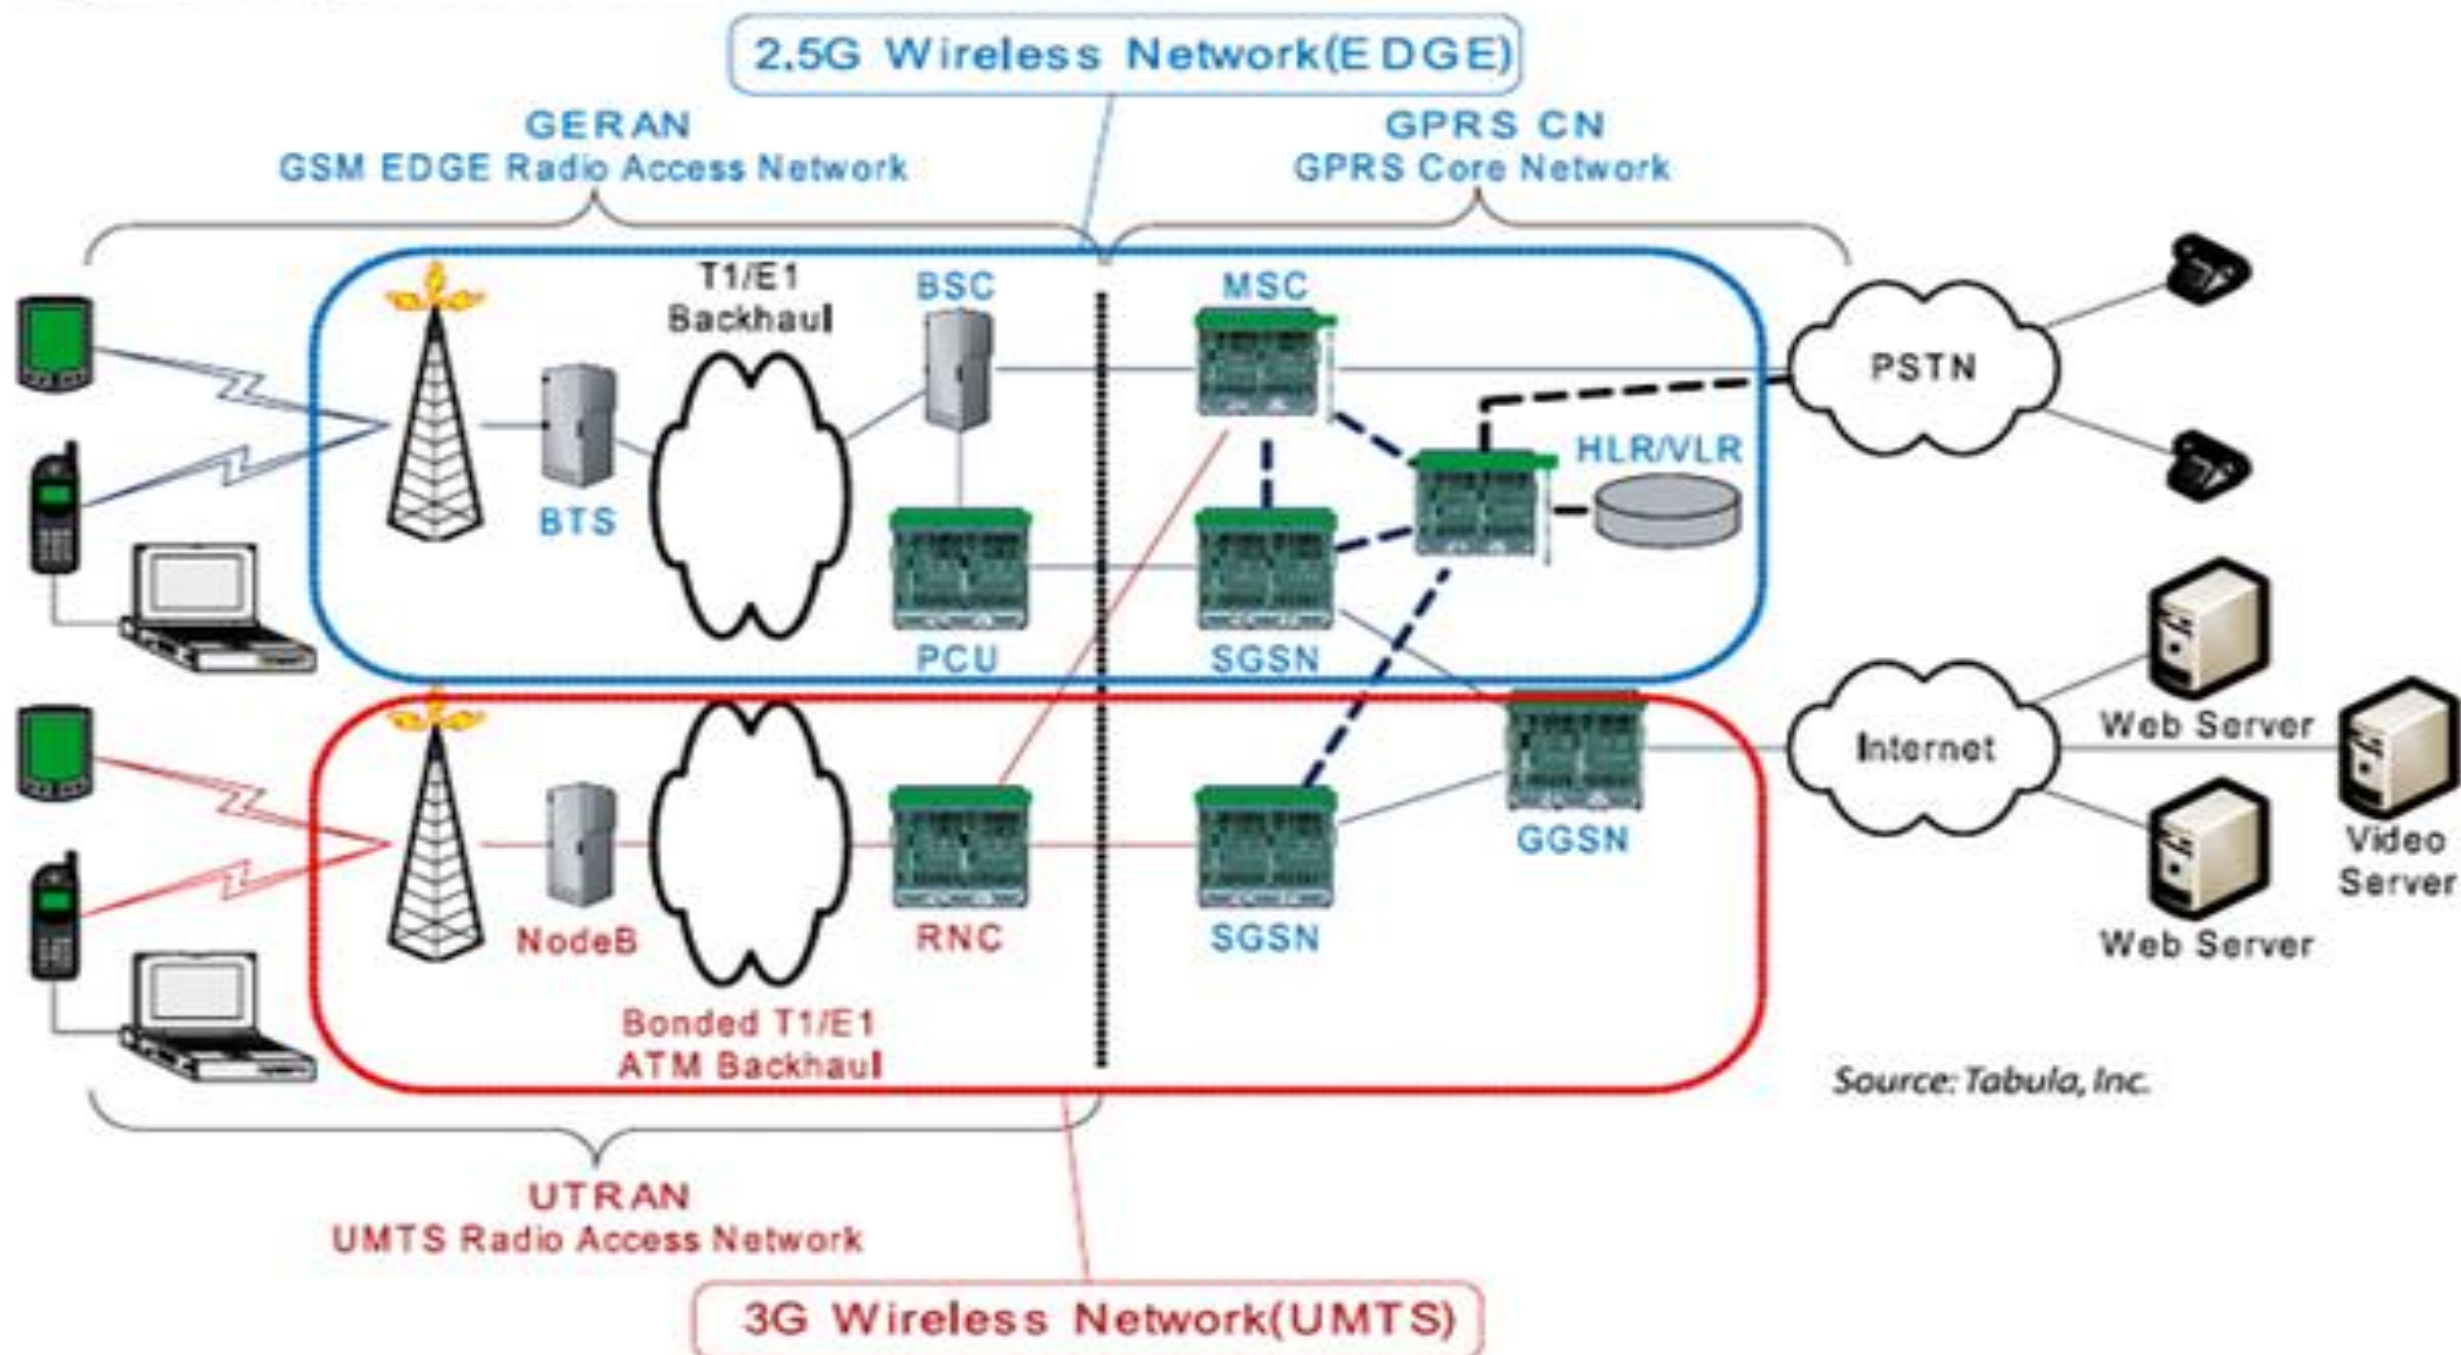 2.5G Wireless Network(EDGE)
GERAN
GSM EDGE Radio Access Network
GPRS CN
GPRS Core Network
T1/E1
Backhaul
BSC
MSC
PSTN
HLR/VLR
BTS
PCU
SGSN
Web Server
Internet
GGSN
Video
Server
NodeB
RNC
SGSN
Web Server
Bonded T1/E1
ATM Backhaul
Source: Tabula, Inc.
UTRAN
UMTS Radio Access Network
3G Wireless Network(UMTS)